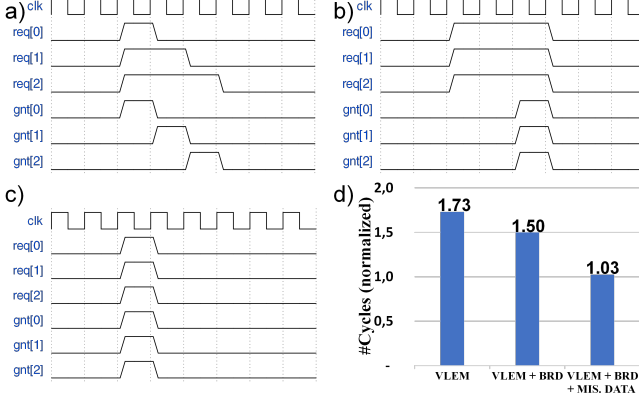 a)
clk
req[0]
req[1]
req[2]
gnt[0]
gnt[1]
gnt[2]
b)
clk
req[0]
req[1]
req[2]
gnt[0]
gnt[1]
gnt[2]
c)
clk
req[0]
req[1]
req[2]
gnt[0]
gnt[1]
gnt[2]
d)
#Cycles (normalized)
2,0
1,5
1,0
0,5
-
1.73
1.50
1.03
VLEM
VLEM + BRD
VLEM + BRD
+ MIS. DATA